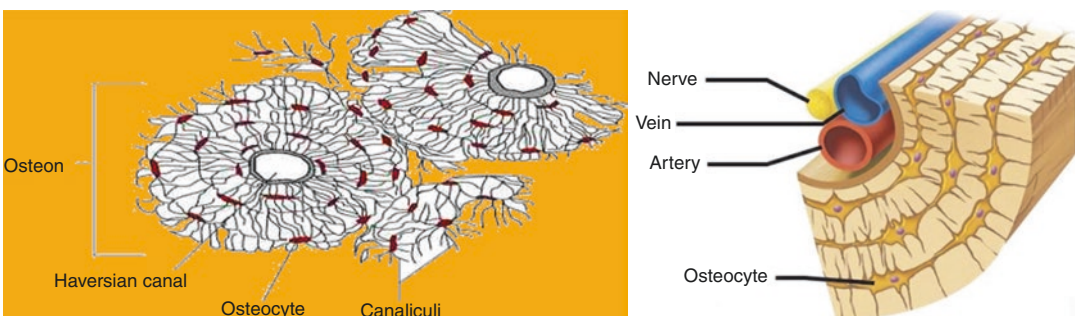 Osteon
Haversian canal
Osteocyte
Canaliculi
Nerve
Vein
Artery
Osteocyte